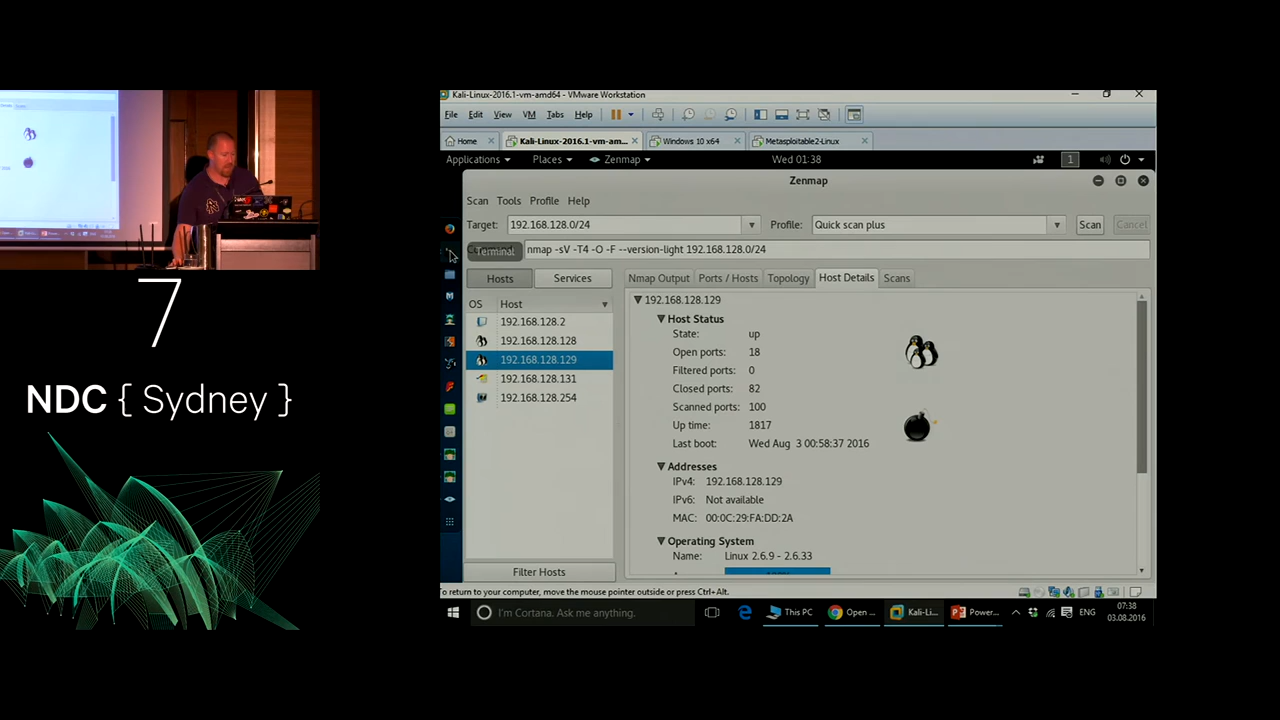 7
NDC { Sydney }
Kali-Linux-2016.1-vm-amd64 - VMware Workstation
File Edit View VM Tabs Help
Home Kali-Linux-2016.1-vm-am... Windows 10 x64 Metasploitable2-Linux
Applications Places Zenmap Wed 01:38 1
Zenmap
Scan Tools Profile Help
Target: 192.168.128.0/24 Profile: Quick scan plus Scan Cancel
Terminal nmap -sV -T4 -O -F --version-light 192.168.128.0/24
Hosts Services Nmap Output Ports / Hosts Topology Host Details Scans
OS Host
192.168.128.2
192.168.128.128
192.168.128.129
192.168.128.131
192.168.128.254
Filter Hosts
192.168.128.129
Host Status
State: up
Open ports: 18
Filtered ports: 0
Closed ports: 82
Scanned ports: 100
Up time: 1817
Last boot: Wed Aug 3 00:58:37 2016
Addresses
IPv4: 192.168.128.129
IPv6: Not available
MAC: 00:0C:29:FA:DD:2A
Operating System
Name: Linux 2.6.9 - 2.6.33
o return to your computer, move the mouse pointer outside or press Ctrl+Alt.
I'm Cortana. Ask me anything. This PC Open ... Kali-Li... Power... ENG 07:38
03.08.2016